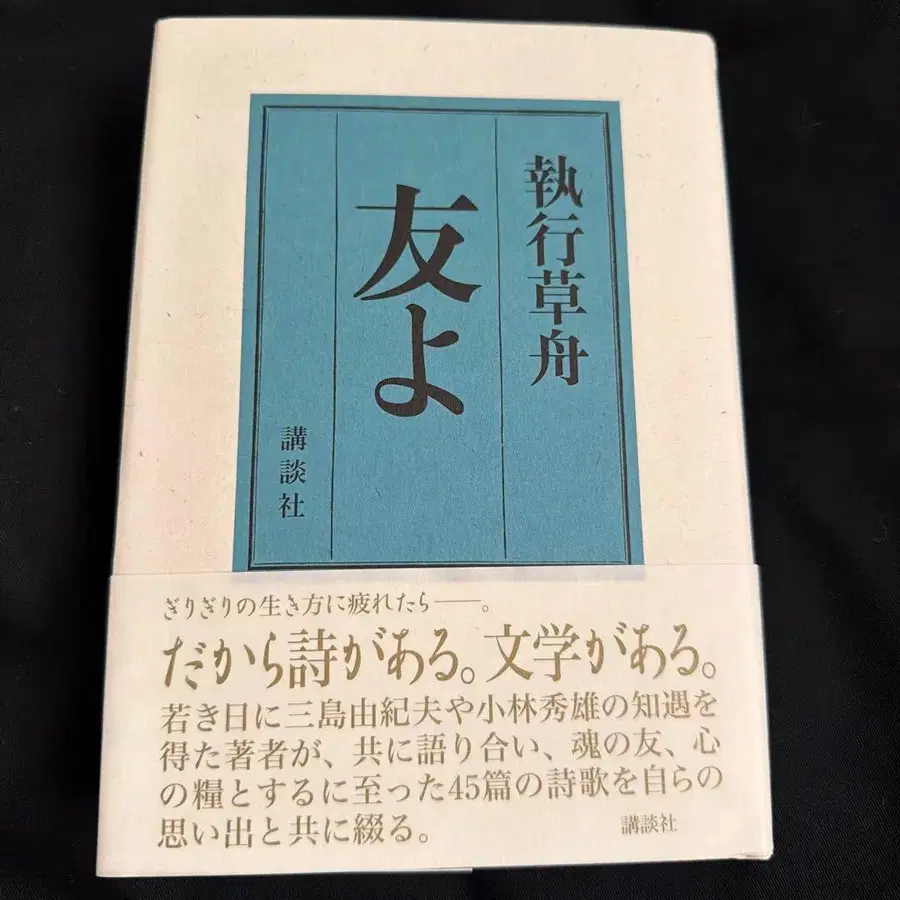 執行草舟
友よ
講談社
ぎりぎりの生き方に疲れたら――。
だから詩がある。文学がある。
若き日に三島由紀夫や小林秀雄の知遇を
得た著者が、共に語り合い、魂の友、心
の糧とするに至った45篇の詩歌を自らの
思い出と共に綴る。
講談社